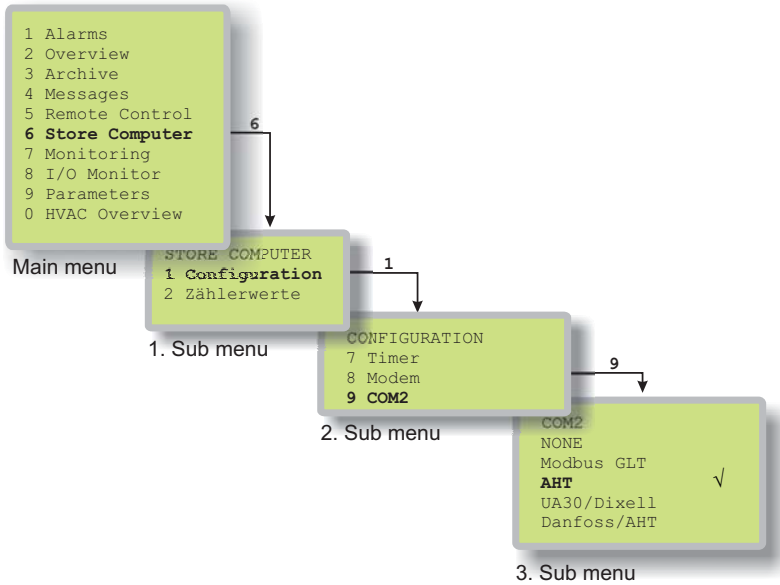 1 Alarms
2 Overview
3 Archive
4 Messages
5 Remote Control
6 Store Computer
7 Monitoring
8 I/O Monitor
9 Parameters
0 HVAC Overview
Main menu
6
STORE COMPUTER
1 Configuration
2 Zählerwerte
1. Sub menu
1
CONFIGURATION
7 Timer
8 Modem
9 COM2
2. Sub menu
9
COM2
NONE
Modbus GLT
AHT √
UA30/Dixell
Danfoss/AHT
3. Sub menu